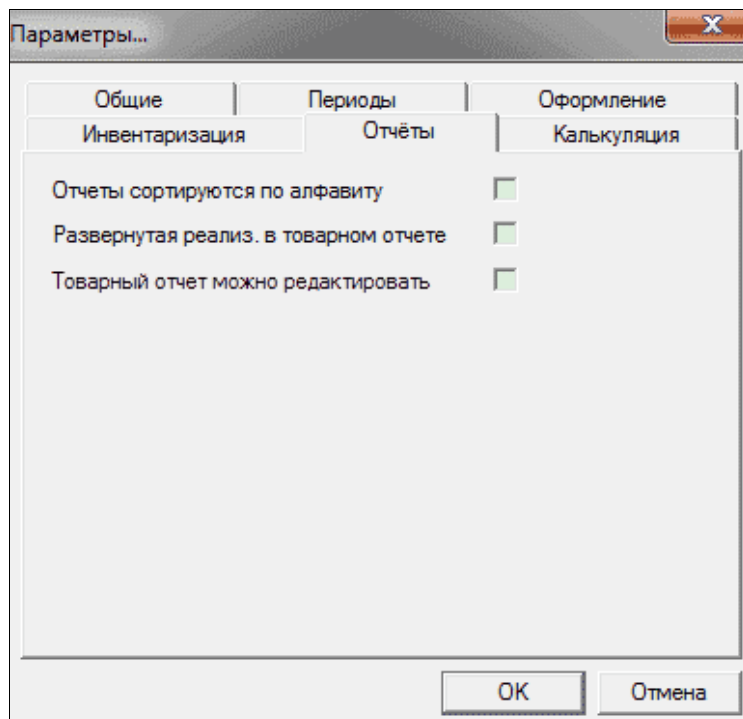 Параметры...
Общие Периоды Оформление
Инвентаризация Отчёты Калькуляция
Отчеты сортируются по алфавиту
Развернутая реализ. в товарном отчете
Товарный отчет можно редактировать
OK Отмена